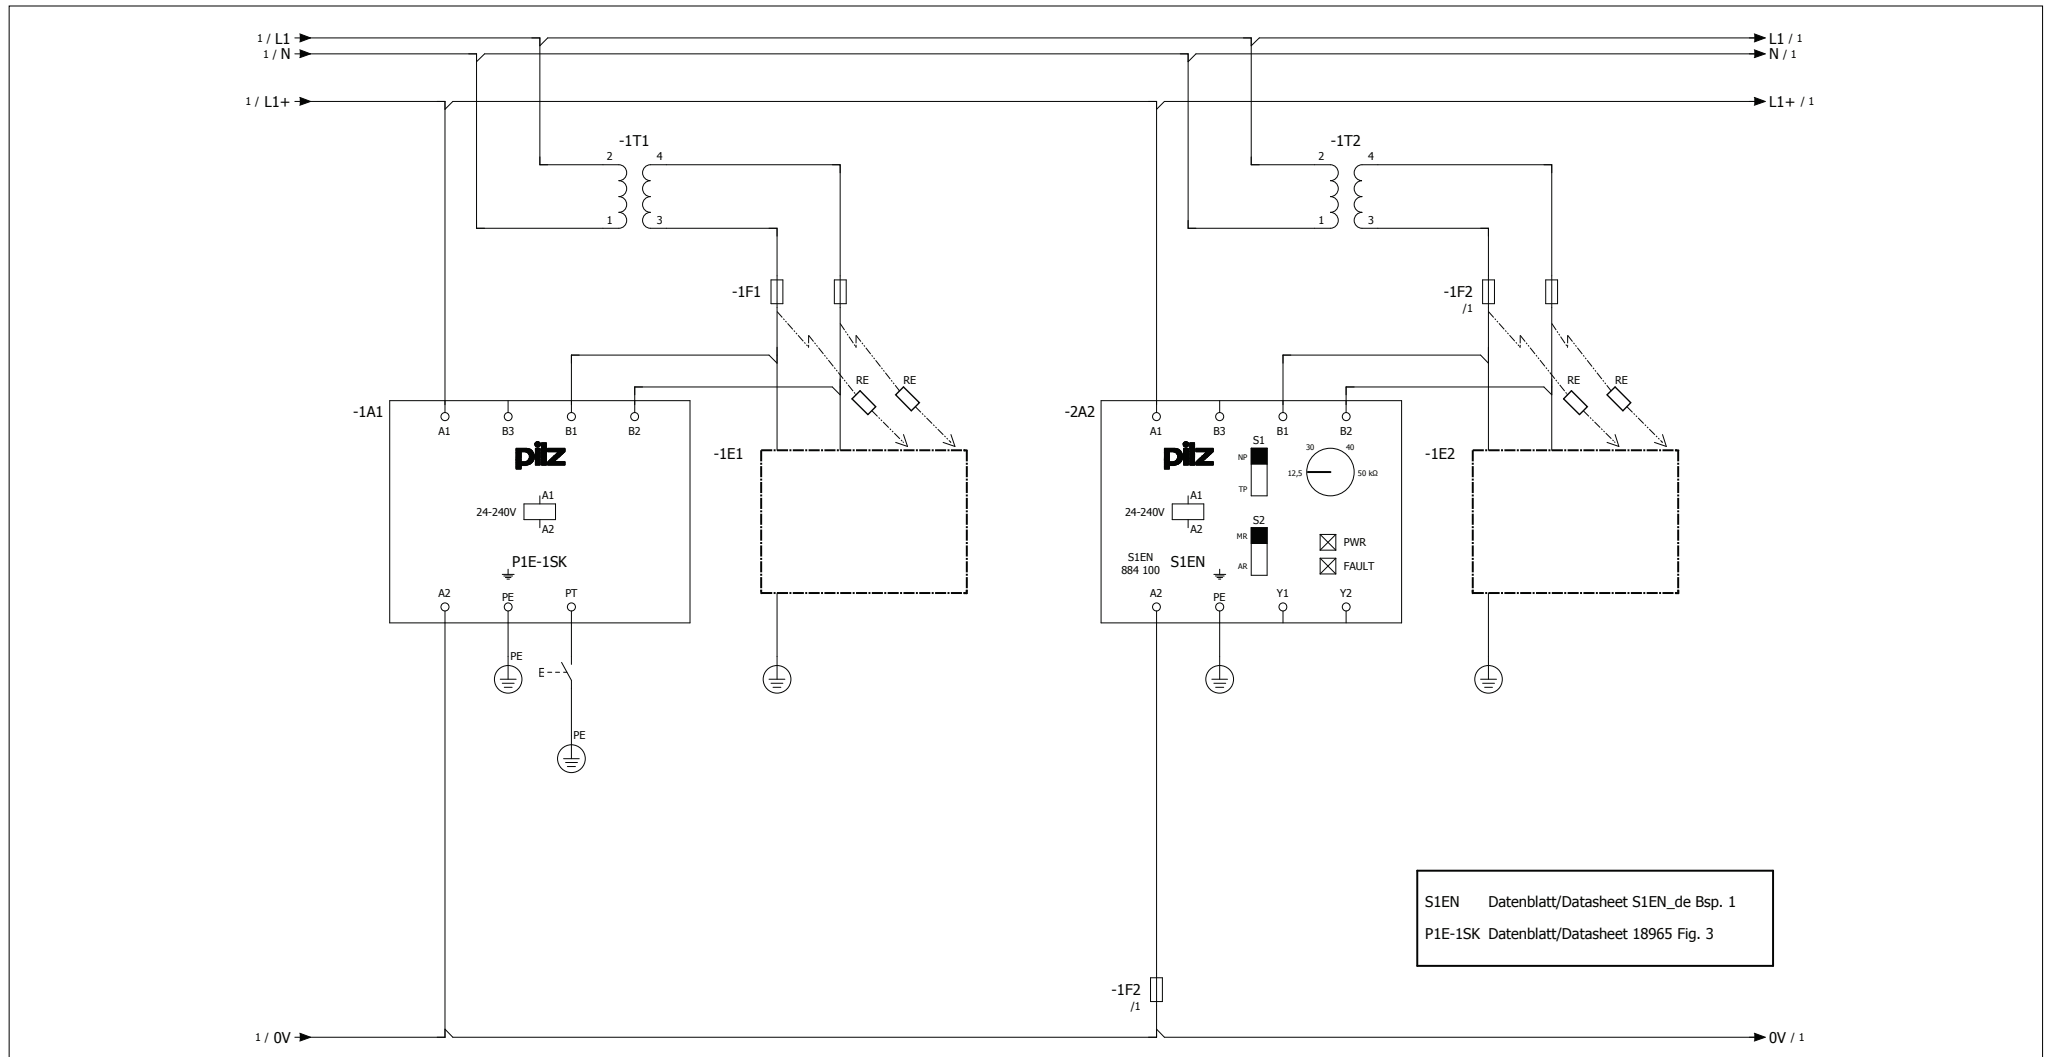 1 / L1
L1 / 1
1 / N
N / 1
1 / L1+
L1+ / 1
-1T1
2 4
1 3
-1T2
2 4
1 3
-1F1
-1F2
/1
RE RE
RE RE
-1A1
A1 B3 B1 B2
pilz
24-240V
A1
A2
P1E-1SK
A2 PE PT
PE
E
PE
-1E1
-2A2
A1 B3 B1 B2
pilz
S1
NP
TP
30 40
12,5 50 kΩ
24-240V
A1
A2
S2
MR
AR
PWR
FAULT
S1EN
884 100
S1EN
A2 PE Y1 Y2
-1E2
S1EN Datenblatt/Datasheet S1EN_de Bsp. 1
P1E-1SK Datenblatt/Datasheet 18965 Fig. 3
-1F2
/1
1 / 0V
0V / 1